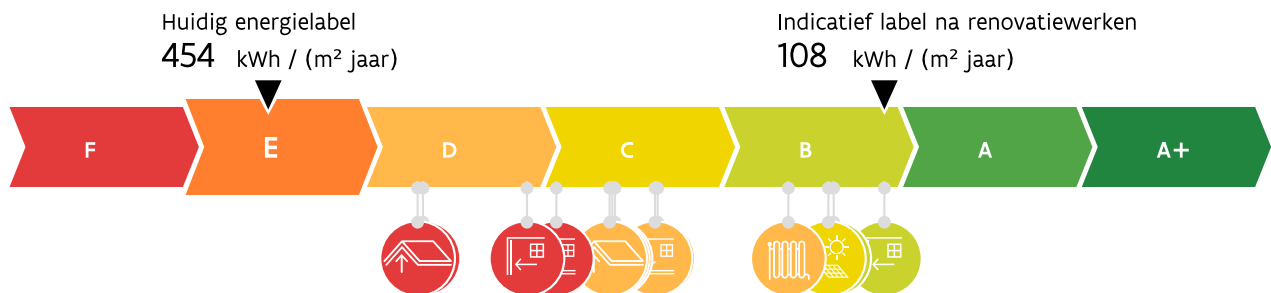 Huidig energielabel
454 kWh / (m² jaar)
Indicatief label na renovatiewerken
108 kWh / (m² jaar)
F E D C B A A+